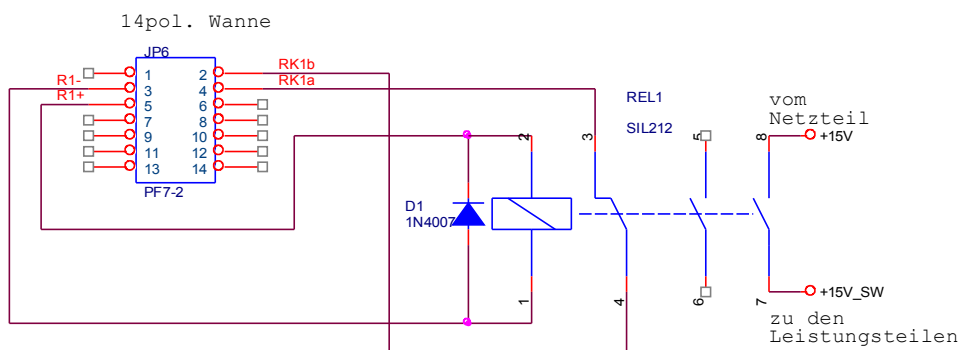 14pol. Wanne
JP6
RK1b
RK1a
R1-
R1+
1 2
3 4
5 6
7 8
9 10
11 12
13 14
PF7-2
REL1
SIL212
vom
Netzteil
+15V
2 3 5 8
D1
1N4007
1 4 6 7
+15V_SW
zu den
Leistungsteilen